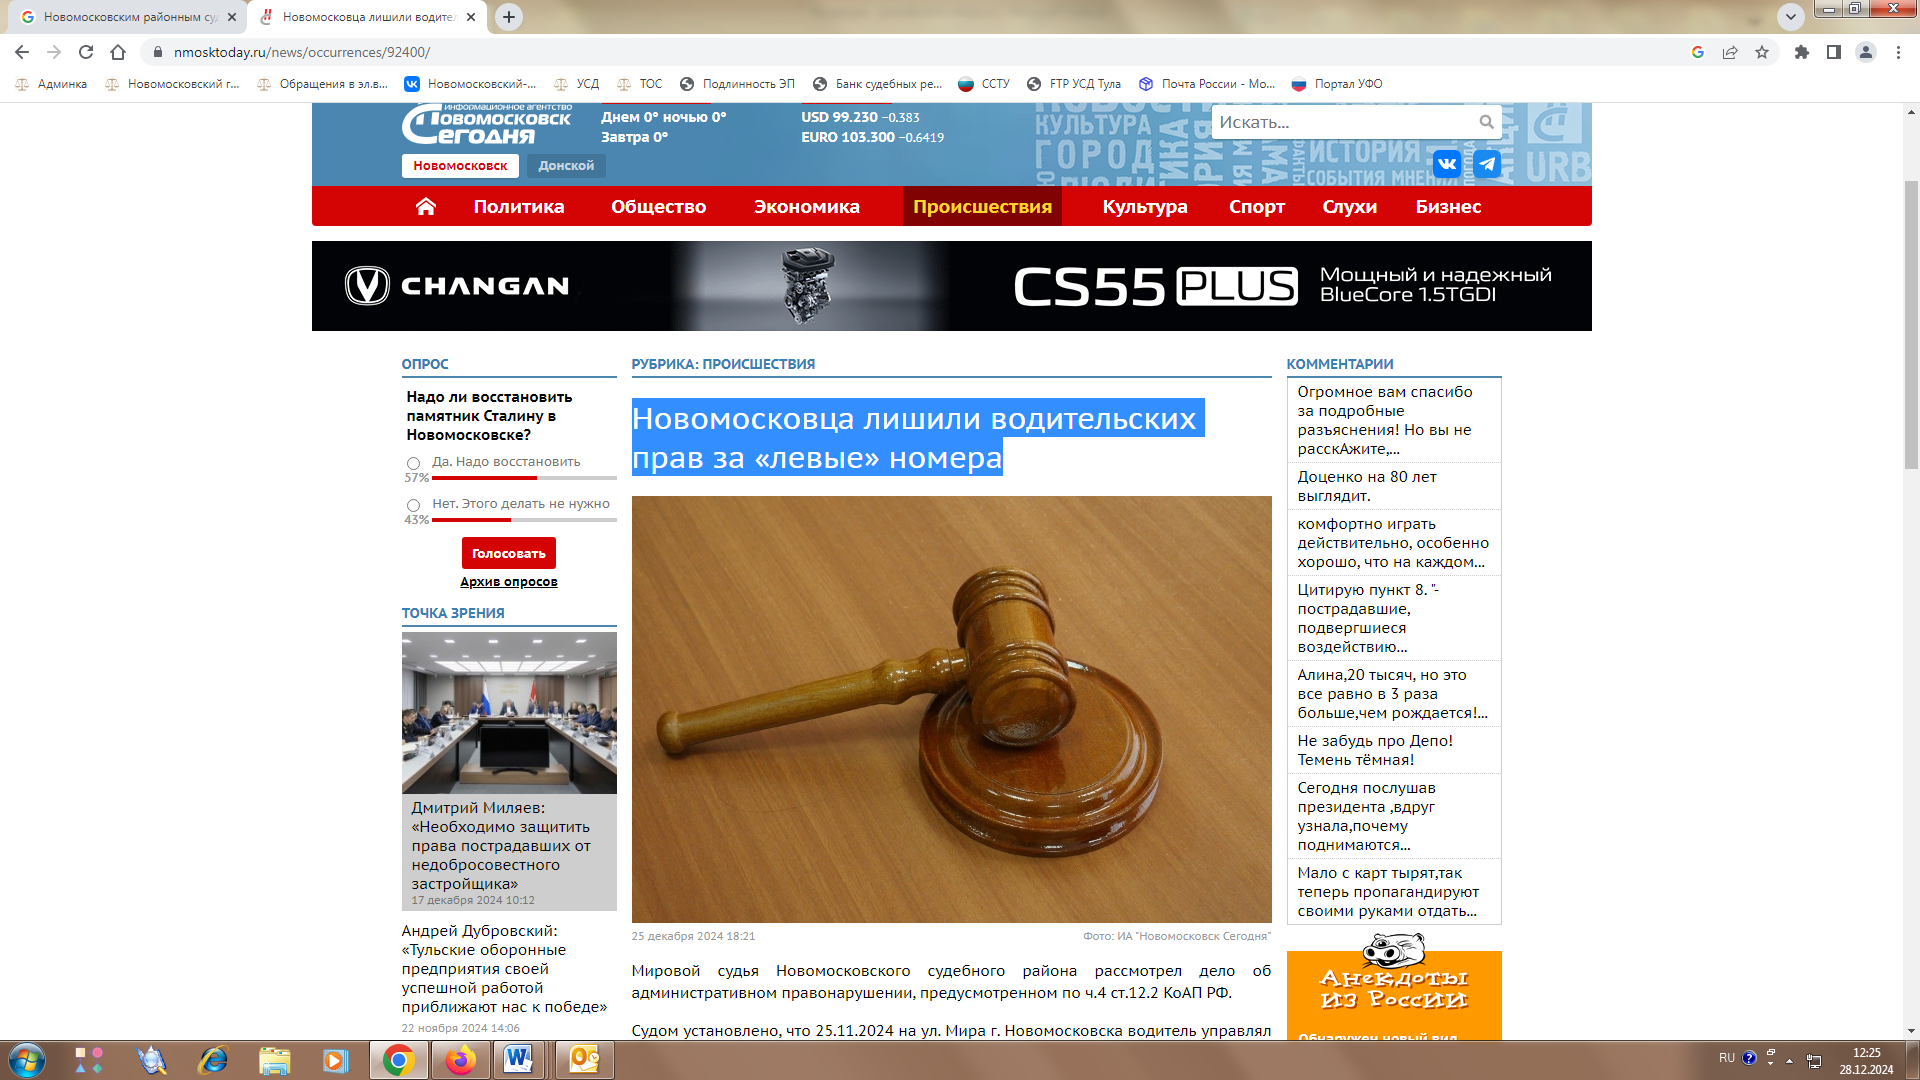 Новомосковским районным су
Новомосковца лишили водител
nmosktoday.ru/news/occurrences/92400/
Админка
Новомосковский г...
Обращения в эл.в...
Новомосковский-...
УСД
ТОС
Подлинность ЭП
Банк судебных ре...
ССТУ
FTP УСД Тула
Почта России - Мо...
Портал УФО
информационное агентство
Новомосковск
Сегодня
Днем 0° ночью 0°
Завтра 0°
USD 99.230 −0.383
EURO 103.300 −0.6419
Искать...
КУЛЬТУРА
ГОРОД
ИСТОРИЯ
СОБЫТИЯ МНЕНИЯ
URB
Новомосковск
Донской
Политика
Общество
Экономика
Происшествия
Культура
Спорт
Слухи
Бизнес
CHANGAN
CS55 PLUS
Мощный и надежный
BlueCore 1.5TGDI
ОПРОС
Надо ли восстановить
памятник Сталину в
Новомосковске?
Да. Надо восстановить
57%
Нет. Этого делать не нужно
43%
Голосовать
Архив опросов
ТОЧКА ЗРЕНИЯ
Дмитрий Миляев:
«Необходимо защитить
права пострадавших от
недобросовестного
застройщика»
17 декабря 2024 10:12
Андрей Дубровский:
«Тульские оборонные
предприятия своей
успешной работой
приближают нас к победе»
22 ноября 2024 14:06
РУБРИКА: ПРОИСШЕСТВИЯ
Новомосковца лишили водительских
прав за «левые» номера
25 декабря 2024 18:21
Фото: ИА "Новомосковск Сегодня"
Мировой судья Новомосковского судебного района рассмотрел дело об
административном правонарушении, предусмотренном по ч.4 ст.12.2 КоАП РФ.
Судом установлено, что 25.11.2024 на ул. Мира г. Новомосковска водитель управлял
КОММЕНТАРИИ
Огромное вам спасибо
за подробные
разъяснения! Но вы не
расскАжите,...
Доценко на 80 лет
выглядит.
комфортно играть
действительно, особенно
хорошо, что на каждом...
Цитирую пункт 8. "-
пострадавшие,
подвергшиеся
воздействию...
Алина,20 тысяч, но это
все равно в 3 раза
больше,чем рождается!...
Не забудь про Депо!
Темень тёмная!
Сегодня послушав
президента ,вдруг
узнала,почему
поднимаются...
Мало с карт тырят,так
теперь пропагандируют
своими руками отдать...
Анекдоты
из России
Обнаружен новый вид
RU
12:25
28.12.2024